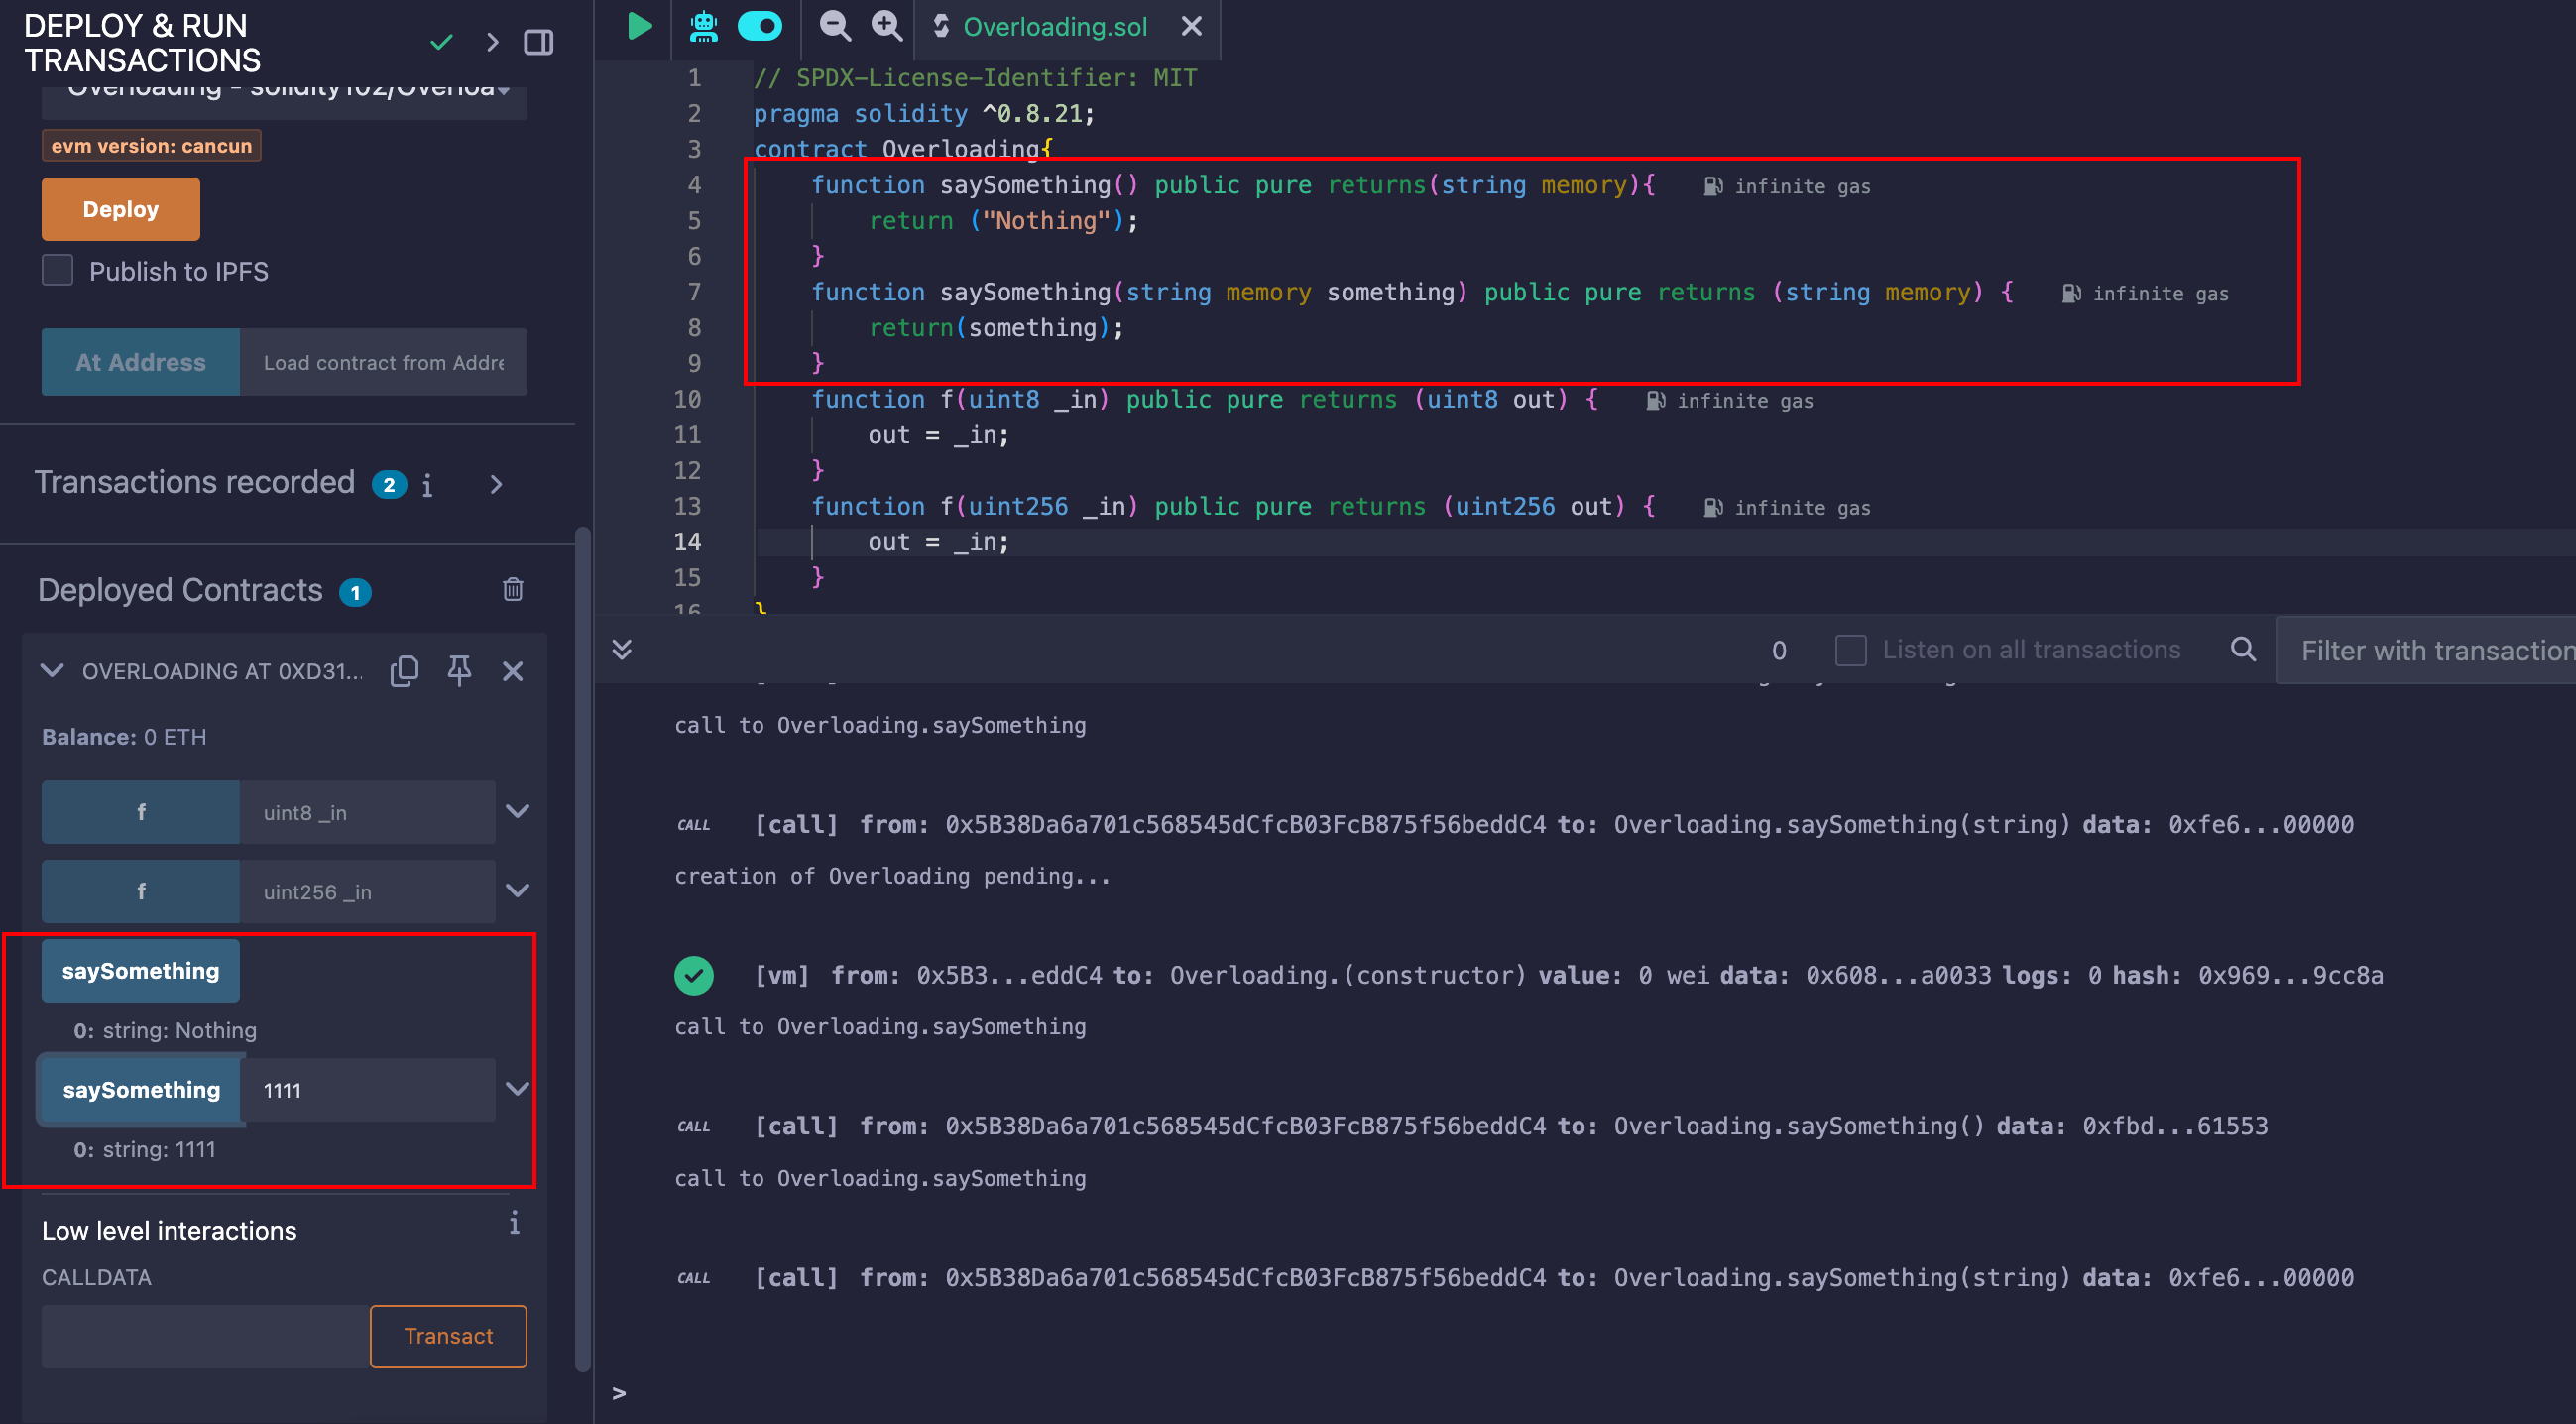 DEPLOY & RUN
TRANSACTIONS
Overloading - solidity102/Overloa
evm version: cancun
Deploy
Publish to IPFS
At Address
Load contract from Addre
Transactions recorded 2 i
Deployed Contracts 1
OVERLOADING AT 0XD31...
Balance: 0 ETH
f
uint8 _in
f
uint256 _in
saySomething
0: string: Nothing
saySomething
1111
0: string: 1111
Low level interactions i
CALLDATA
Transact
Overloading.sol
1 // SPDX-License-Identifier: MIT
2 pragma solidity ^0.8.21;
3 contract Overloading{
4 function saySomething() public pure returns(string memory){ infinite gas
5 return ("Nothing");
6 }
7 function saySomething(string memory something) public pure returns (string memory) { infinite gas
8 return(something);
9 }
10 function f(uint8 _in) public pure returns (uint8 out) { infinite gas
11 out = _in;
12 }
13 function f(uint256 _in) public pure returns (uint256 out) { infinite gas
14 out = _in;
15 }
16 }
0
Listen on all transactions
Filter with transaction
call to Overloading.saySomething
CALL [call] from: 0x5B38Da6a701c568545dCfcB03FcB875f56beddC4 to: Overloading.saySomething(string) data: 0xfe6...00000
creation of Overloading pending...
[vm] from: 0x5B3...eddC4 to: Overloading.(constructor) value: 0 wei data: 0x608...a0033 logs: 0 hash: 0x969...9cc8a
call to Overloading.saySomething
CALL [call] from: 0x5B38Da6a701c568545dCfcB03FcB875f56beddC4 to: Overloading.saySomething() data: 0xfbd...61553
call to Overloading.saySomething
CALL [call] from: 0x5B38Da6a701c568545dCfcB03FcB875f56beddC4 to: Overloading.saySomething(string) data: 0xfe6...00000
>